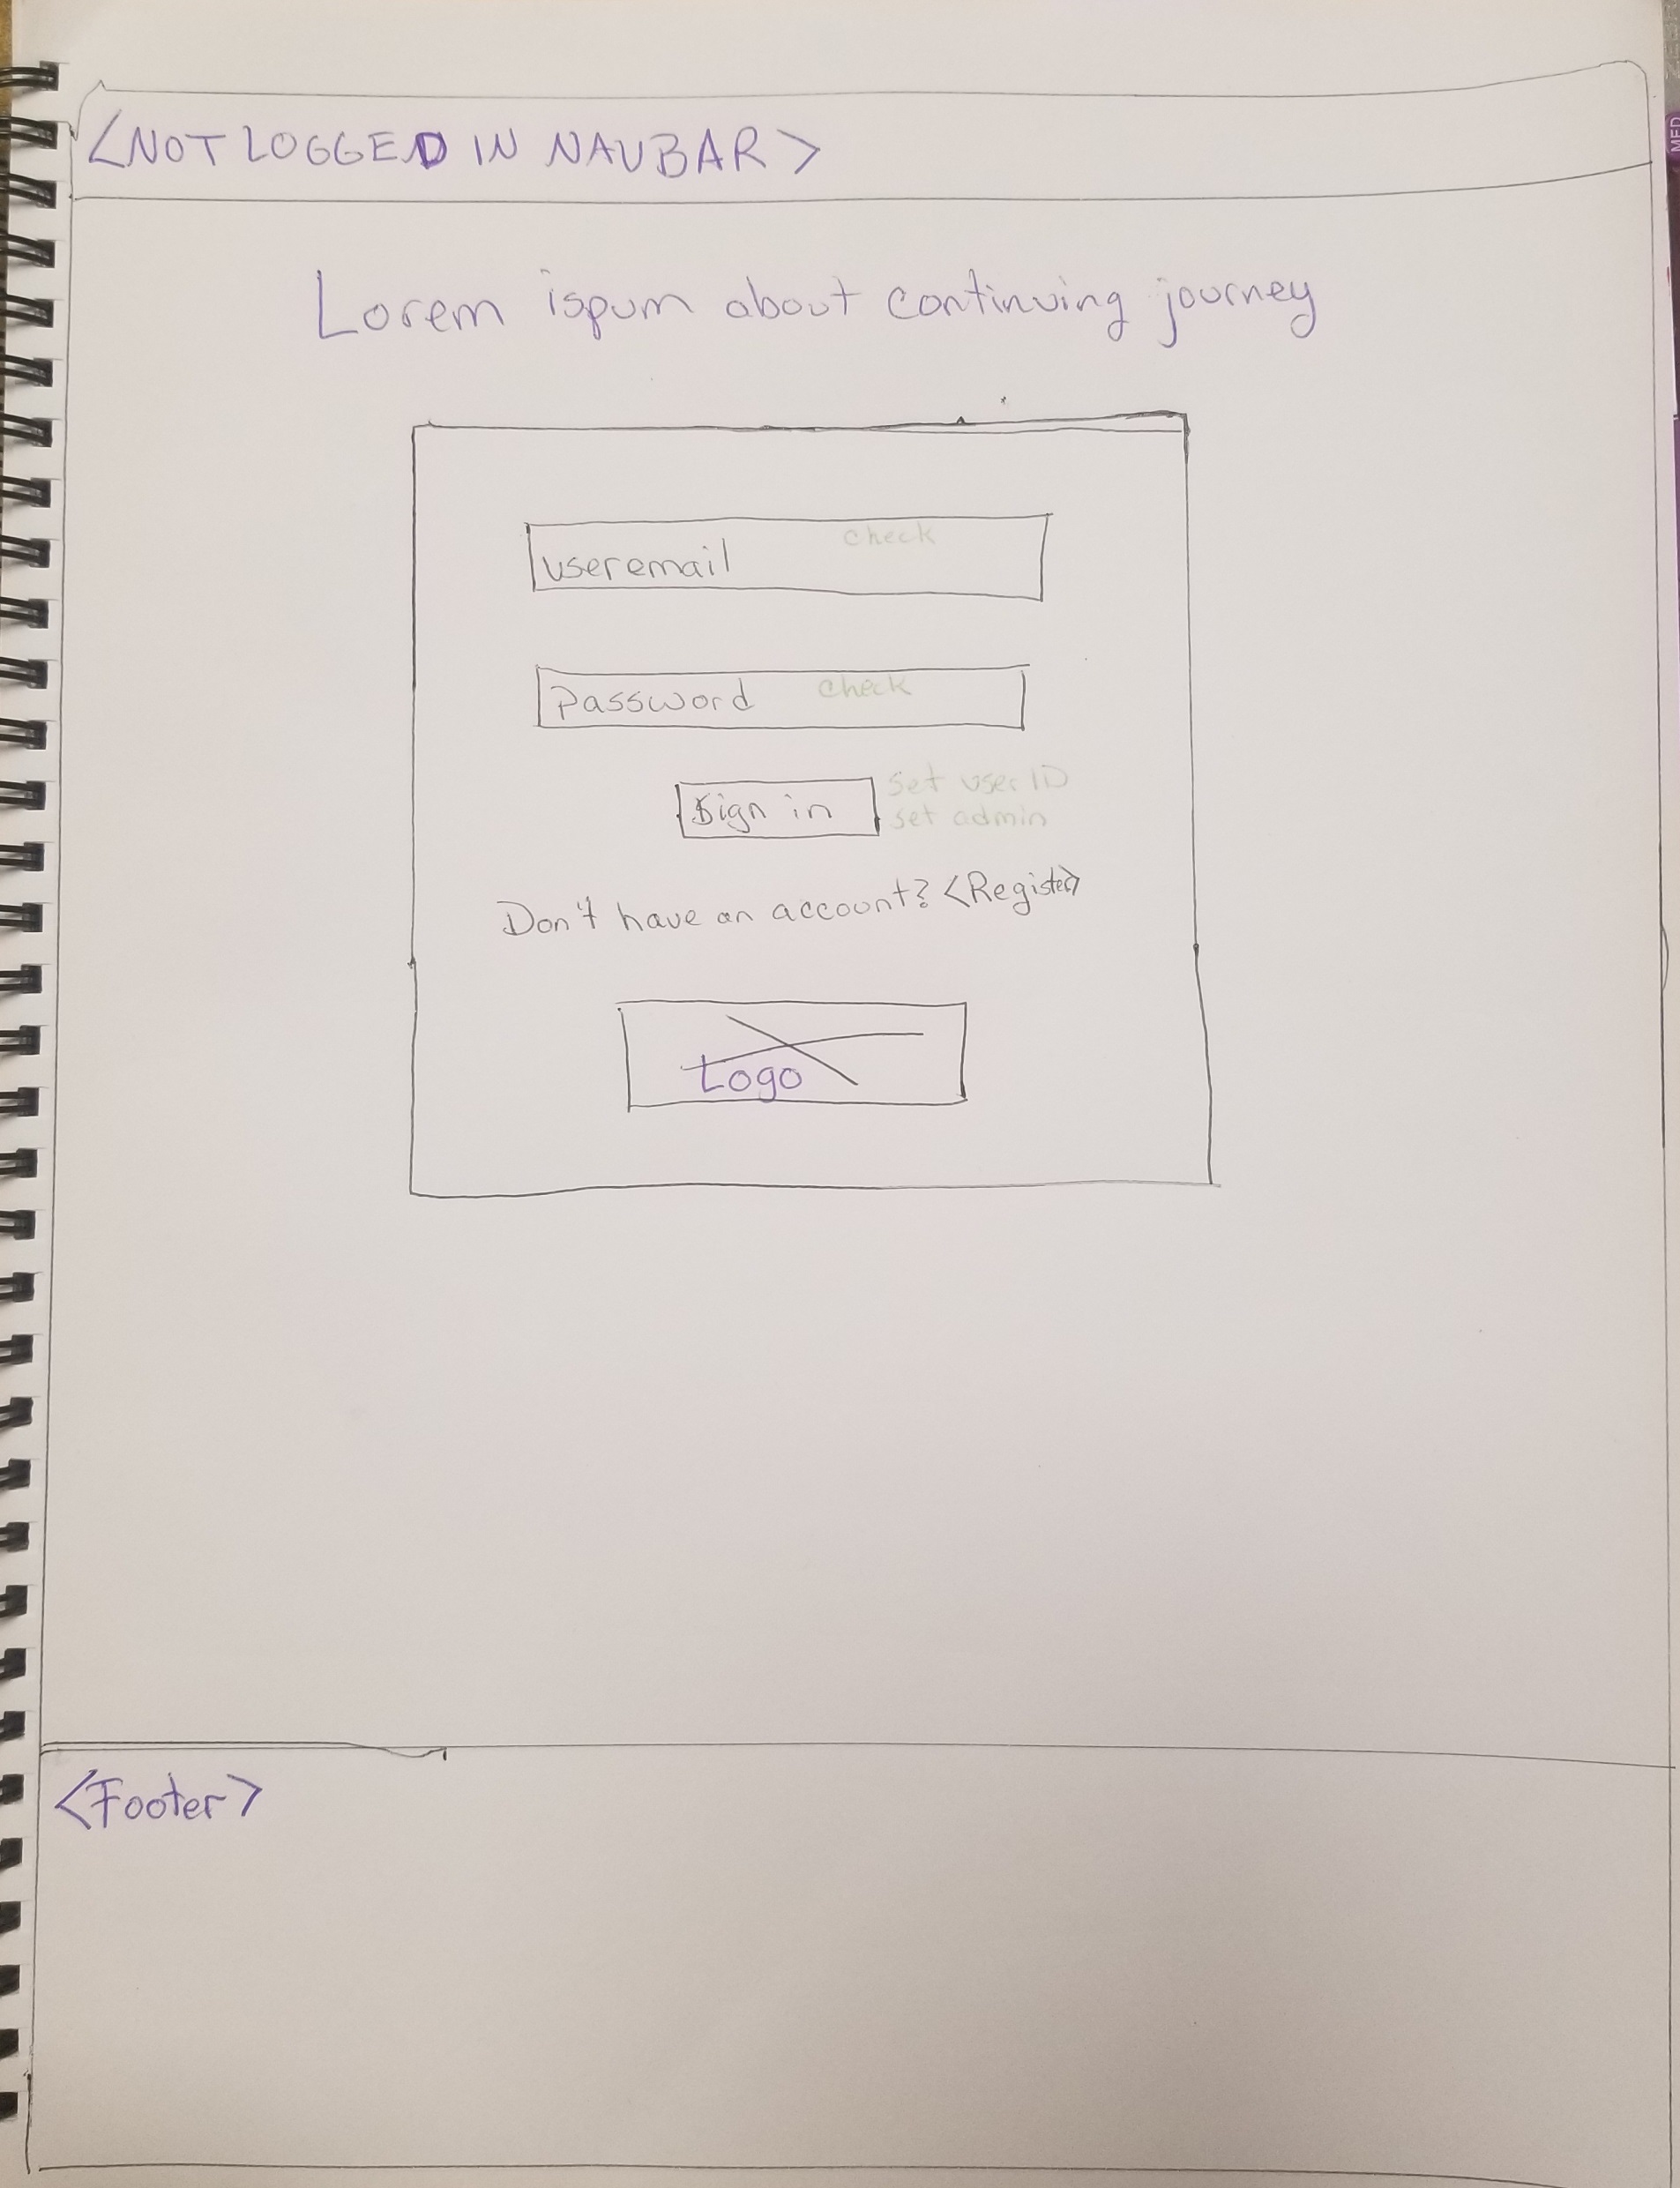 <NOT LOGGED IN NAVBAR>
Lorem ispum about continuing journey
check
useremail
password check
Sign in set user ID
set admin
Don't have an account? <Register>
Logo
<Footer>
MED